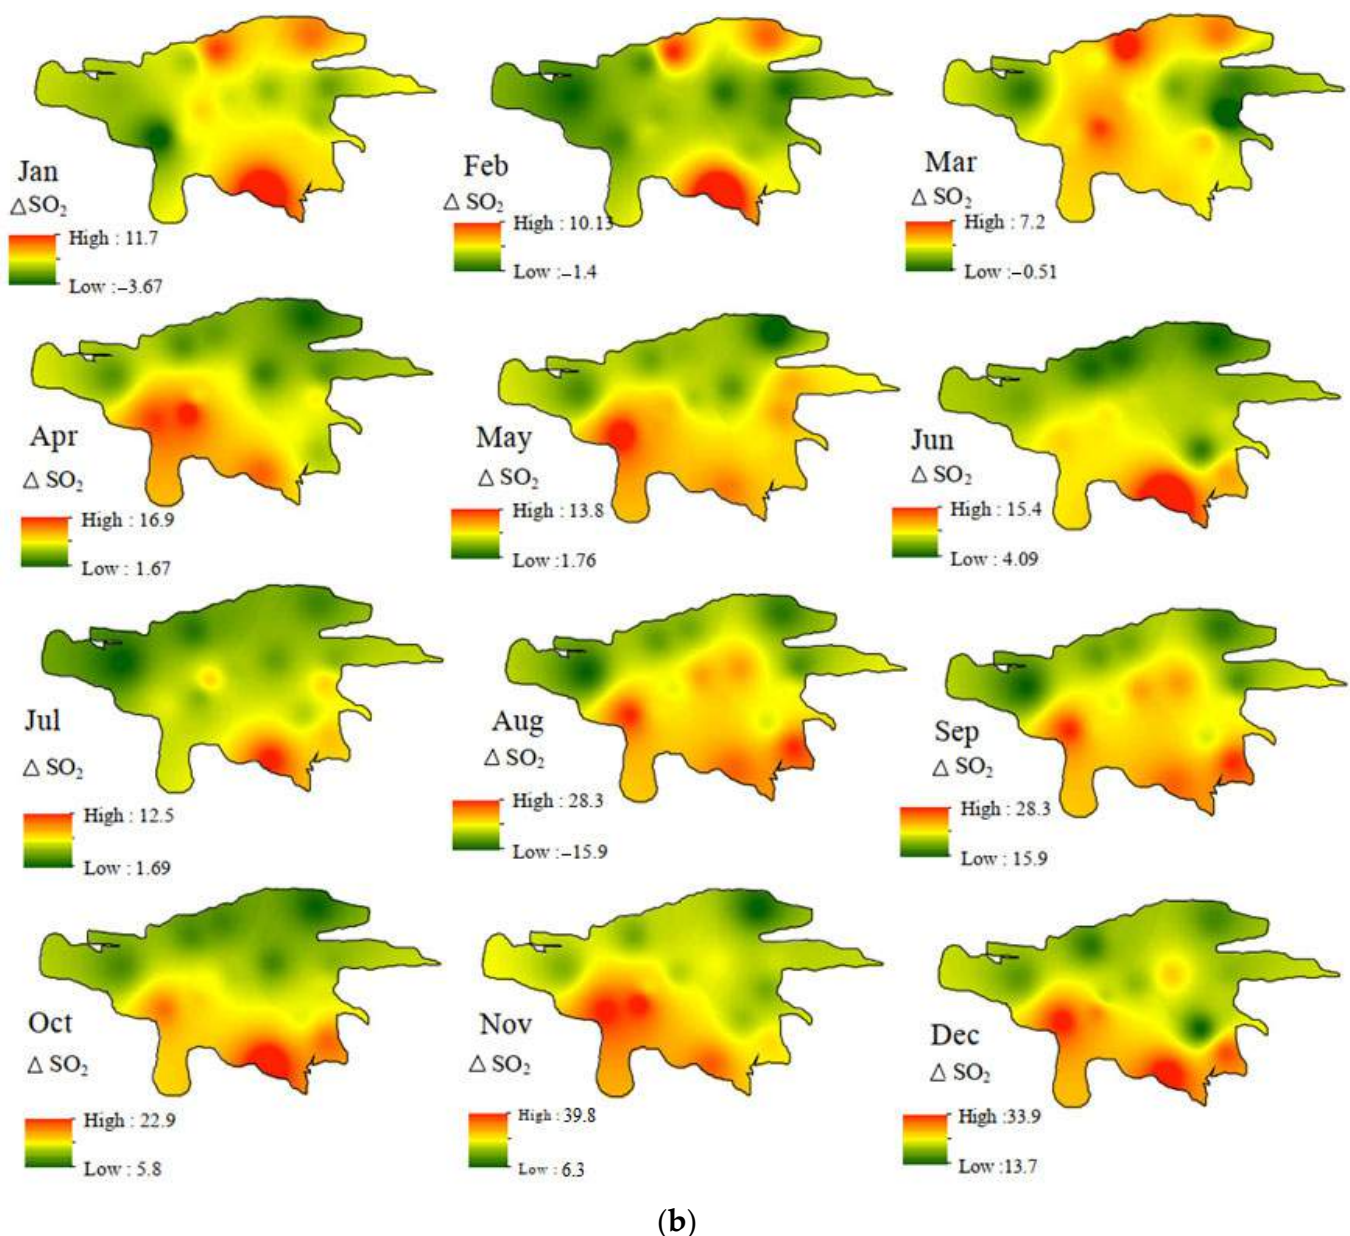 Jan
△SO₂
High : 11.7
Low :–3.67
Feb
△ SO₂
High : 10.13
Low :–1.4
Mar
△ SO₂
High : 7.2
Low :–0.51
Apr
△ SO₂
High : 16.9
Low : 1.67
May
△ SO₂
High : 13.8
Low :1.76
Jun
△ SO₂
High : 15.4
Low : 4.09
Jul
△ SO₂
High : 12.5
Low : 1.69
Aug
△ SO₂
High : 28.3
Low :–15.9
Sep
△ SO₂
High : 28.3
Low : 15.9
Oct
△ SO₂
High : 22.9
Low : 5.8
Nov
High : 39.8
Low : 6.3
Dec
△ SO₂
High :33.9
Low :13.7
(b)